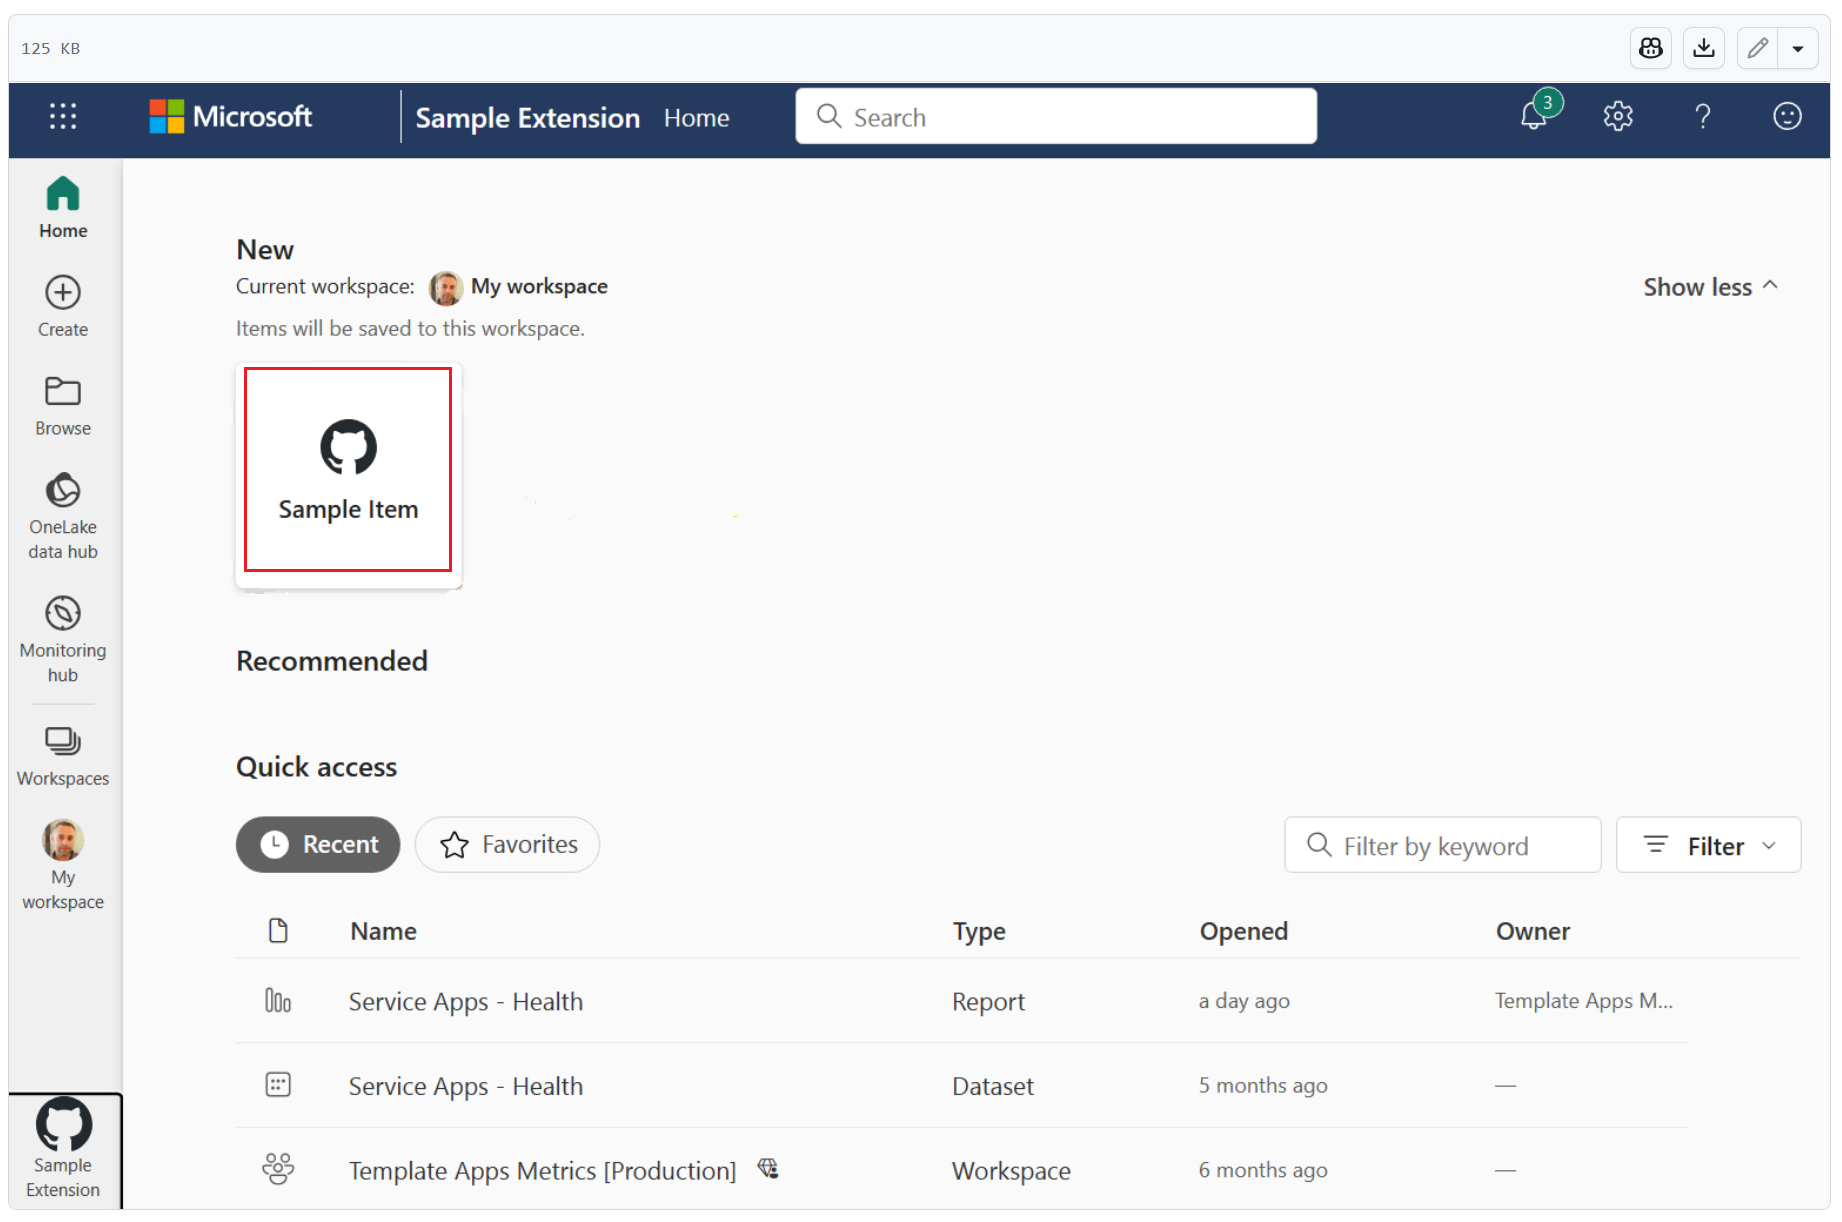 125 KB
Microsoft
Sample Extension Home
Search
3
Home
Create
Browse
OneLake
data hub
Monitoring
hub
Workspaces
My
workspace
Sample
Extension
New
Current workspace: My workspace
Show less
Items will be saved to this workspace.
Sample Item
Recommended
Quick access
Recent
Favorites
Filter by keyword
Filter
Name Type Opened Owner
Service Apps - Health Report a day ago Template Apps M...
Service Apps - Health Dataset 5 months ago —
Template Apps Metrics [Production] Workspace 6 months ago —